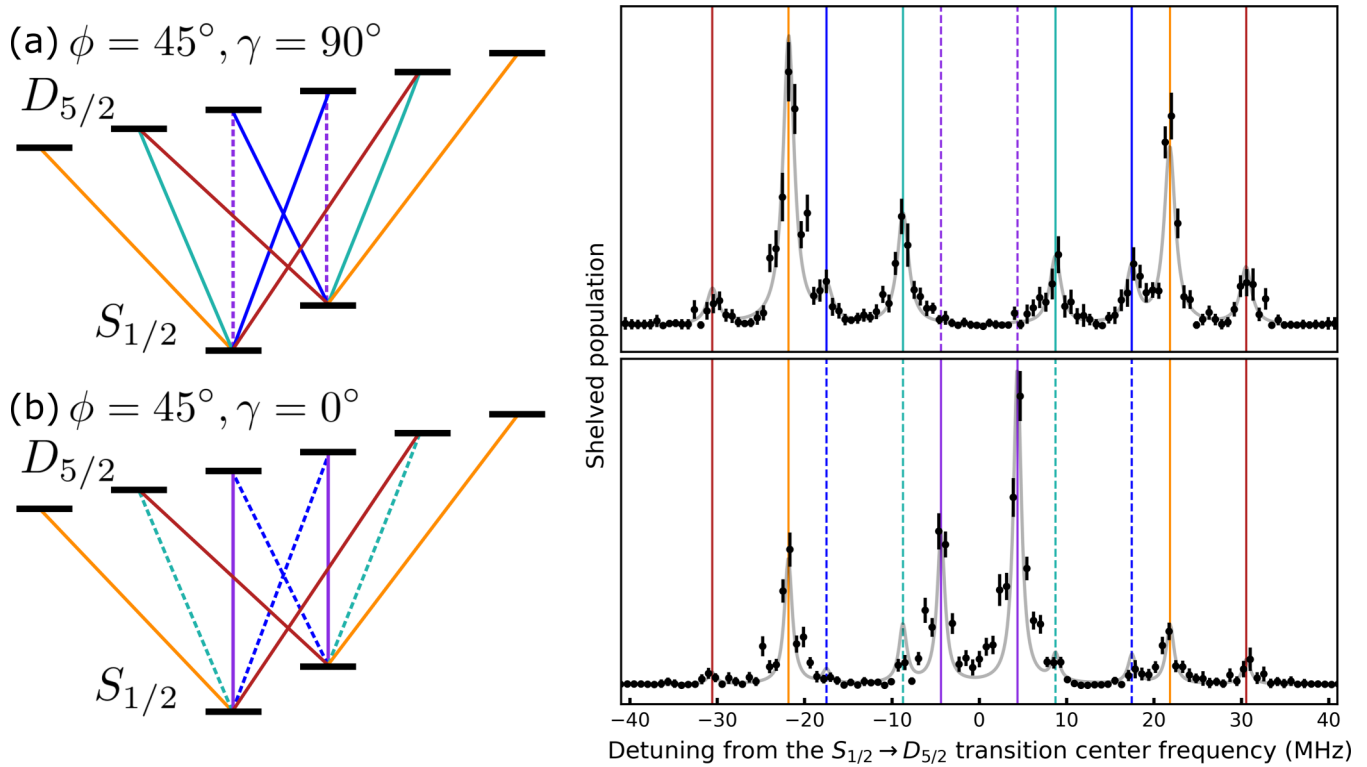 (a) ϕ = 45°, γ = 90°
D5/2
S1/2
(b) ϕ = 45°, γ = 0°
D5/2
S1/2
Shelved population
−40 −30 −20 −10 0 10 20 30 40
Detuning from the S1/2 → D5/2 transition center frequency (MHz)